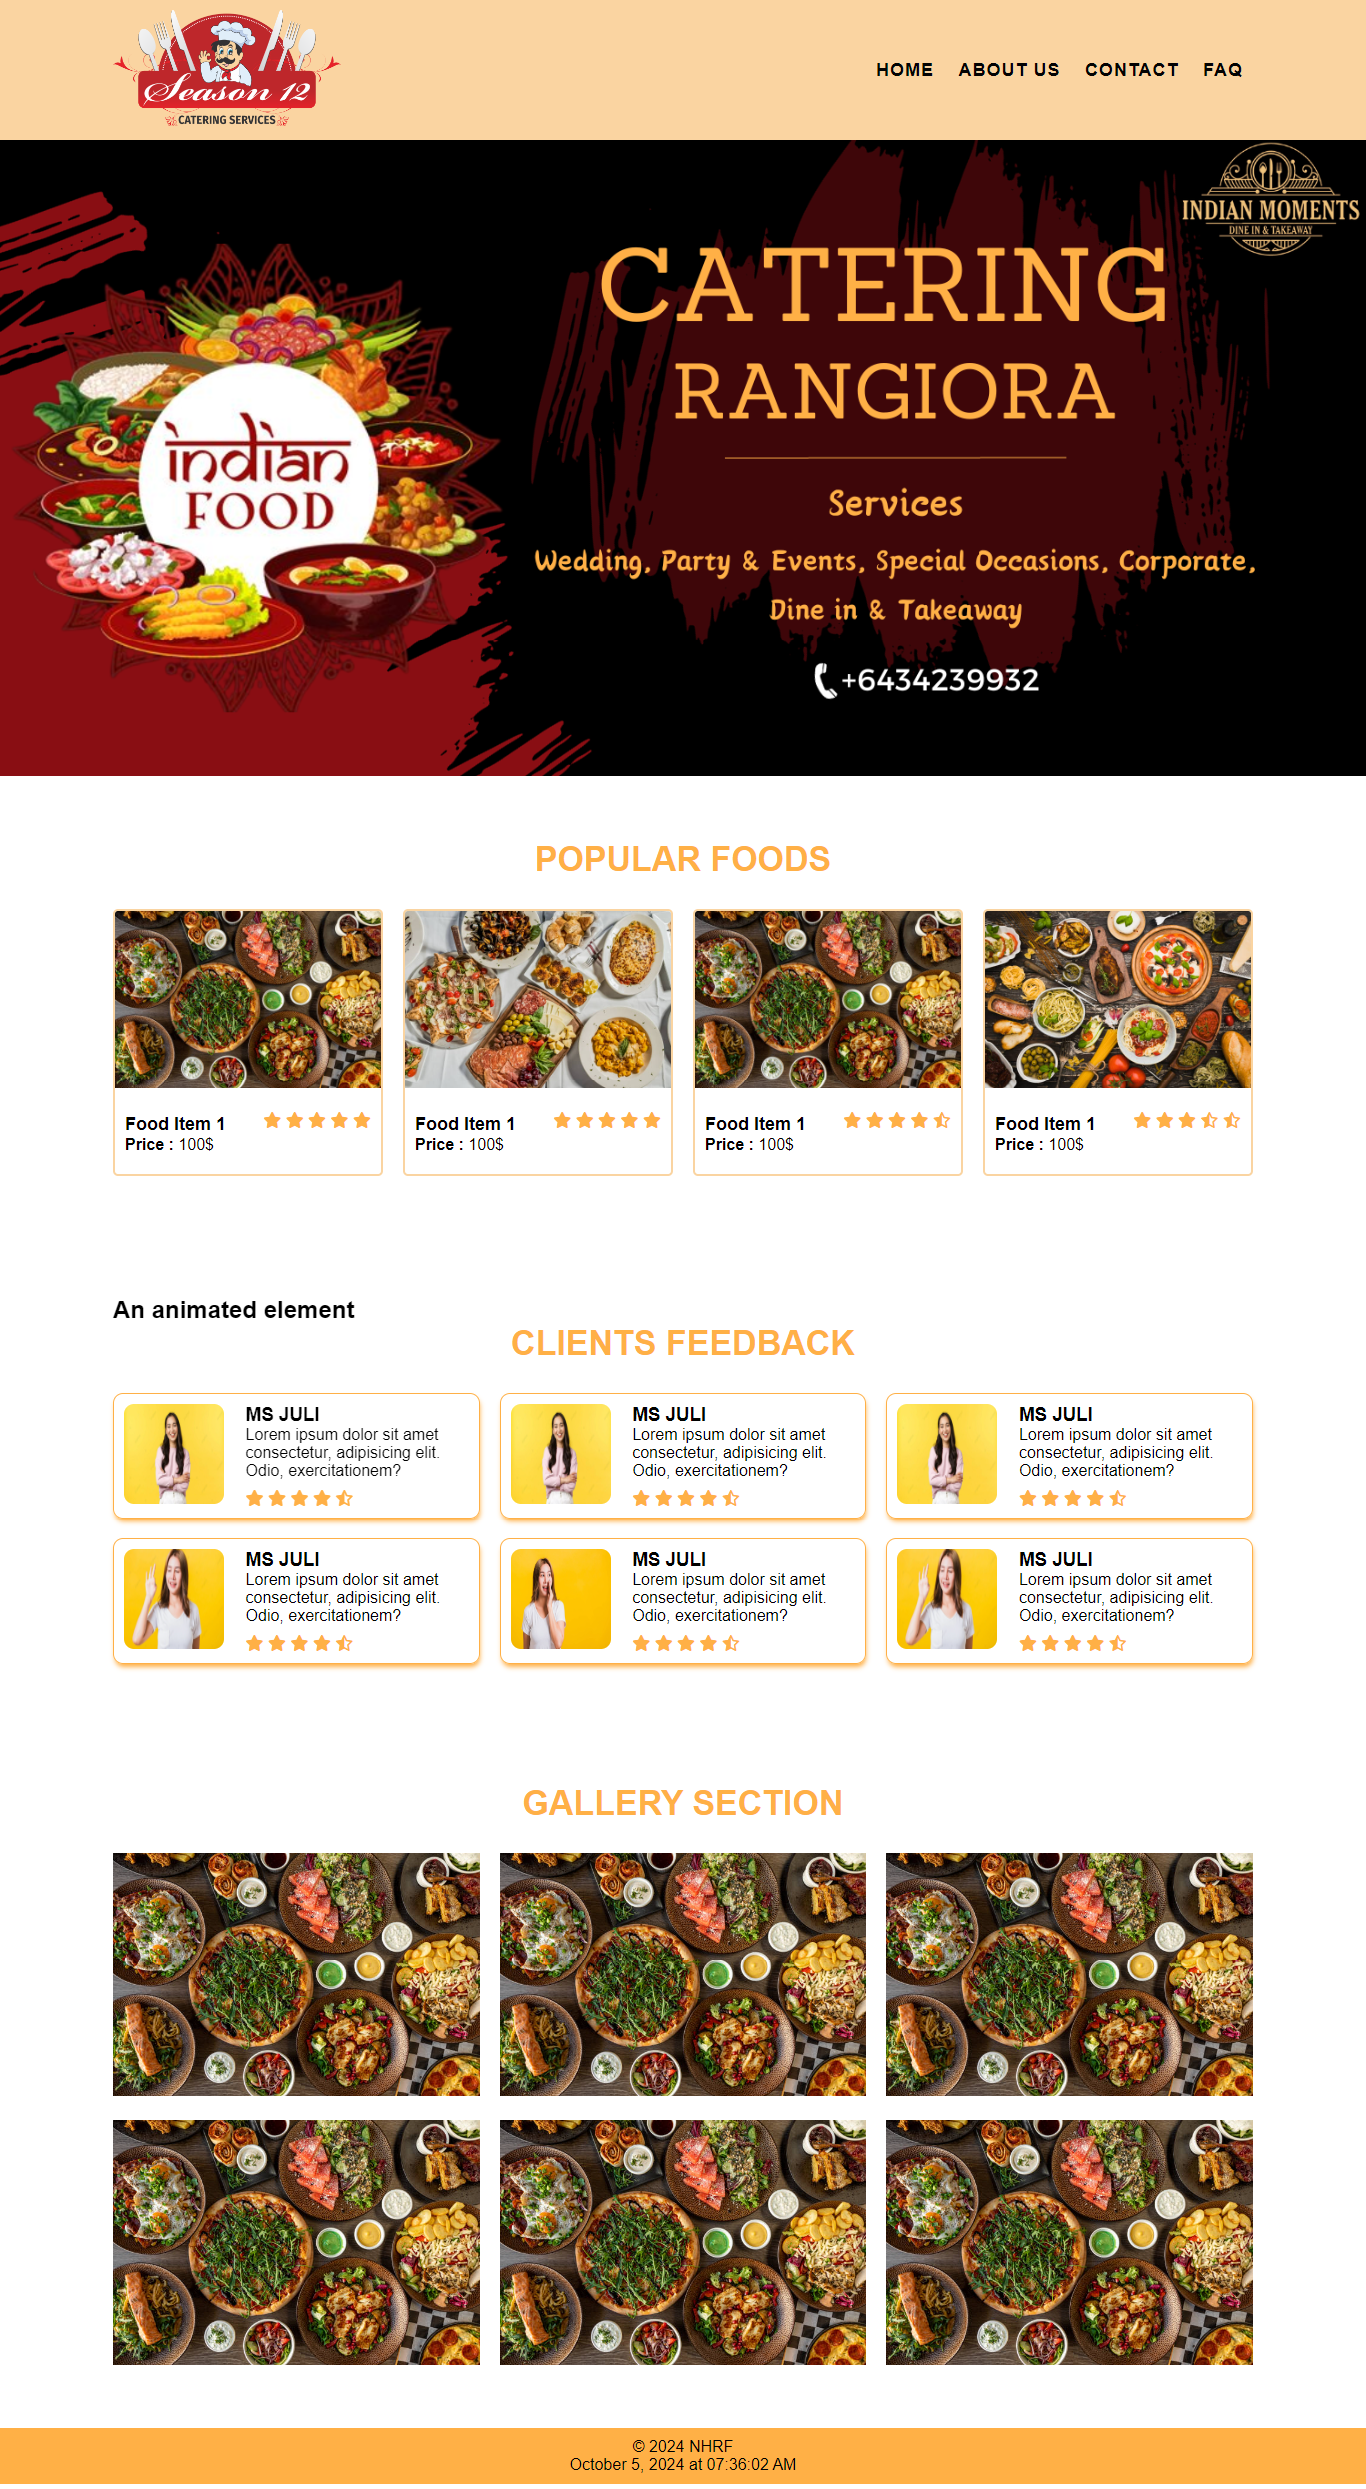 Season 12
CATERING SERVICES
HOME ABOUT US CONTACT FAQ
INDIAN MOMENTS
DINE IN & TAKEAWAY
CATERING
RANGIORA
indian
FOOD
Services
Wedding, Party & Events, Special Occasions, Corporate,
Dine in & Takeaway
+6434239932
POPULAR FOODS
Food Item 1
Price : 100$
Food Item 1
Price : 100$
Food Item 1
Price : 100$
Food Item 1
Price : 100$
An animated element
CLIENTS FEEDBACK
MS JULI
Lorem ipsum dolor sit amet
consectetur, adipisicing elit.
Odio, exercitationem?
MS JULI
Lorem ipsum dolor sit amet
consectetur, adipisicing elit.
Odio, exercitationem?
MS JULI
Lorem ipsum dolor sit amet
consectetur, adipisicing elit.
Odio, exercitationem?
MS JULI
Lorem ipsum dolor sit amet
consectetur, adipisicing elit.
Odio, exercitationem?
MS JULI
Lorem ipsum dolor sit amet
consectetur, adipisicing elit.
Odio, exercitationem?
MS JULI
Lorem ipsum dolor sit amet
consectetur, adipisicing elit.
Odio, exercitationem?
GALLERY SECTION
© 2024 NHRF
October 5, 2024 at 07:36:02 AM